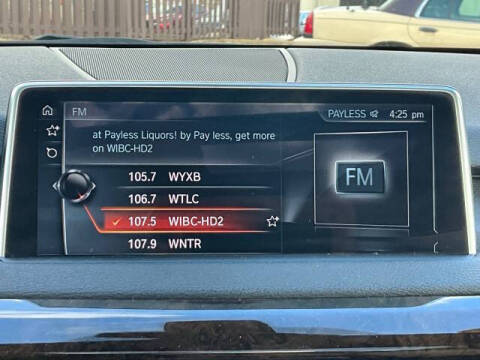 FM
PAYLESS 4:25 pm
at Payless Liquors! by Pay less, get more
on WIBC-HD2
105.7 WYXB
106.7 WTLC
107.5 WIBC-HD2
107.9 WNTR
FM